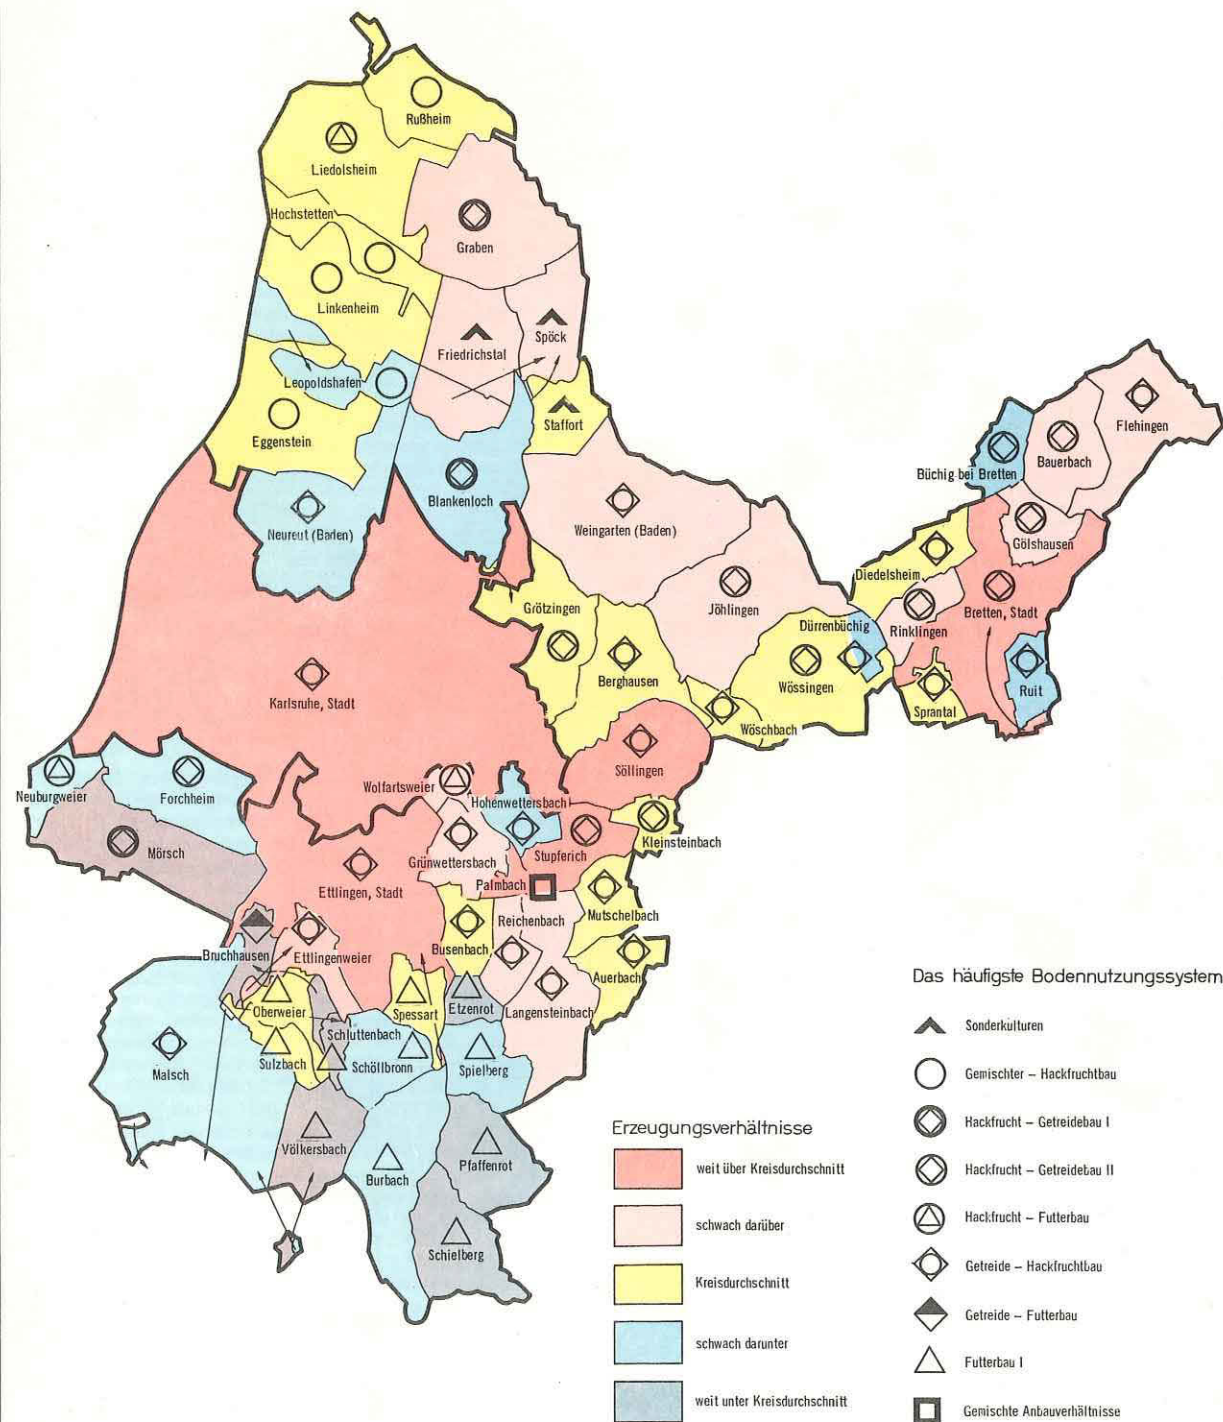 Rußheim
Liedolsheim
Hochstetten
Graben
Linkenheim
Friedrichstal
Spöck
Leopoldshafen
Eggenstein
Staffort
Flehingen
Bauerbach
Büchig bei Bretten
Blankenloch
Neureut (Baden)
Weingarten (Baden)
Gölshausen
Diedelsheim
Jöhlingen
Bretten, Stadt
Grötzingen
Dürrenbüchig
Rinklingen
Berghausen
Wössingen
Ruit
Karlsruhe, Stadt
Sprantal
Wöschbach
Söllingen
Wolfartsweier
Neuburgweier
Forchheim
Hohenwettersbach
Kleinsteinbach
Mörsch
Stupferich
Grünwettersbach
Ettlingen, Stadt
Palmbach
Mutschelbach
Reichenbach
Busenbach
Bruchhausen
Ettlingenweier
Auerbach
Oberweier
Spessart
Etzenrot
Langensteinbach
Schluttenbach
Sulzbach
Schöllbronn
Spielberg
Malsch
Völkersbach
Burbach
Pfaffenrot
Schielberg
Erzeugungsverhältnisse
weit über Kreisdurchschnitt
schwach darüber
Kreisdurchschnitt
schwach darunter
weit unter Kreisdurchschnitt
Das häufigste Bodennutzungssystem
Sonderkulturen
Gemischter – Hackfruchtbau
Hackfrucht – Getreidebau I
Hackfrucht – Getreidebau II
Hackfrucht – Futterbau
Getreide – Hackfruchtbau
Getreide – Futterbau
Futterbau I
Gemischte Anbauverhältnisse